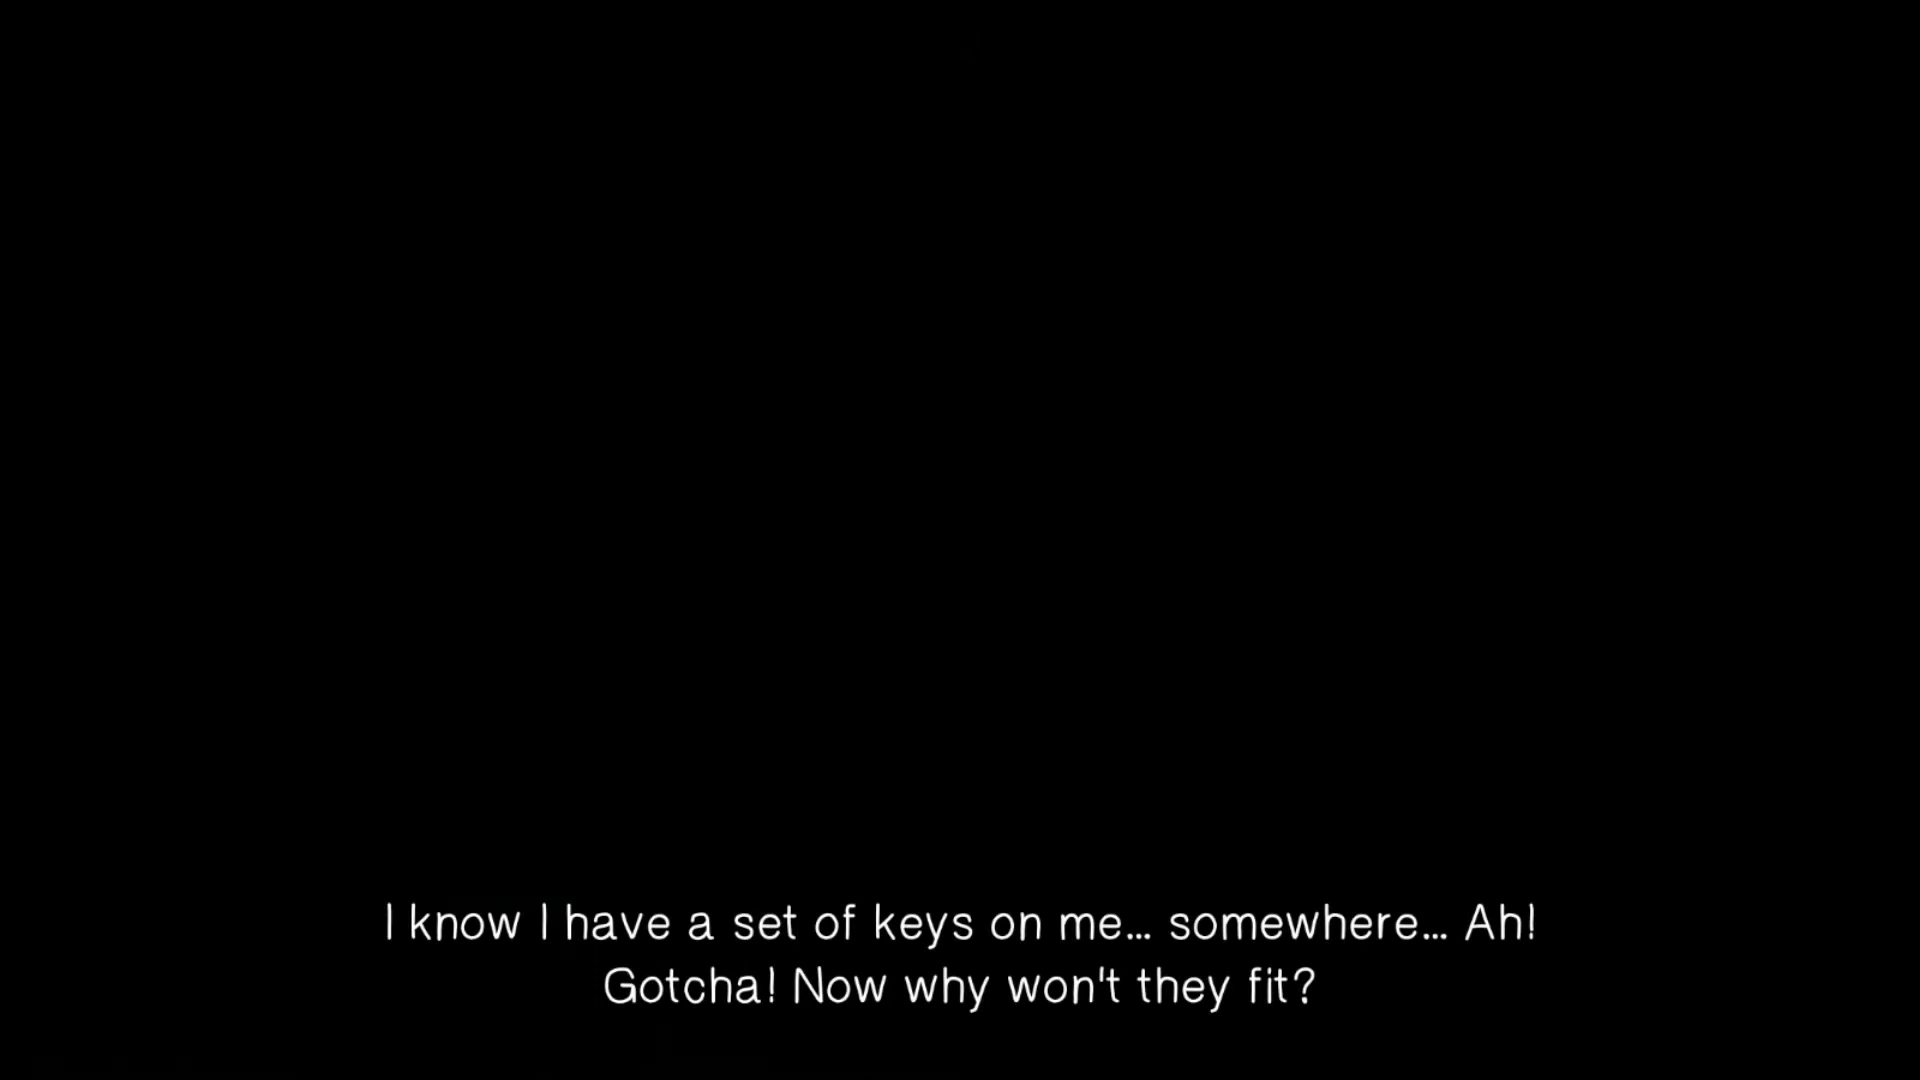 I know I have a set of keys on me... somewhere... Ah!
Gotcha! Now why won't they fit?